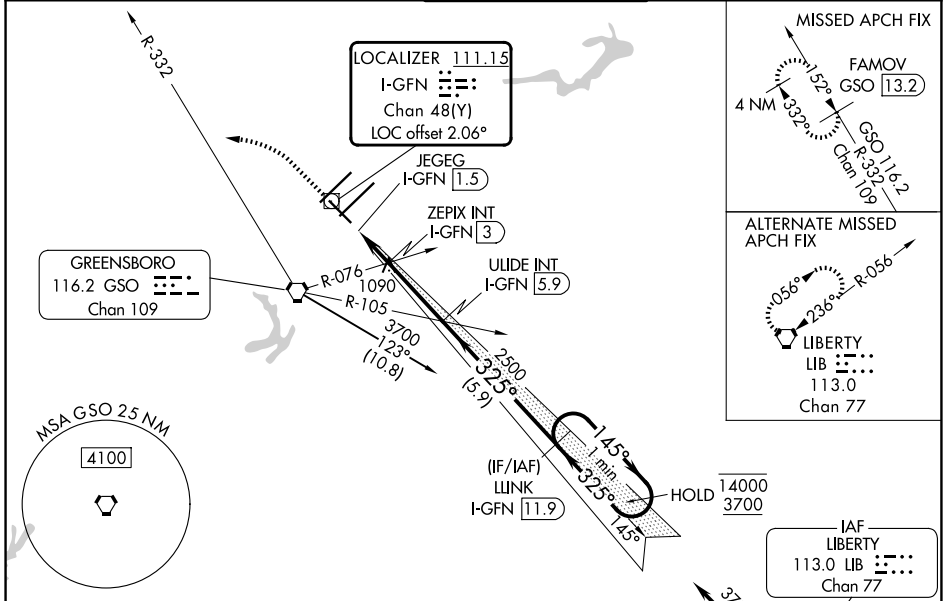 R-332
LOCALIZER 111.15
I-GFN
Chan 48(Y)
LOC offset 2.06°
JEGEG
I-GFN 1.5
ZEPIX INT
I-GFN 3
ULIDE INT
I-GFN 5.9
GREENSBORO
116.2 GSO
Chan 109
R-076
1090
R-105
3700
123°
(10.8)
2500
325°
(5.9)
MSA GSO 25 NM
4100
(IF/IAF)
LLINK
I-GFN 11.9
145°
1 min
325°
145°
HOLD
14000
3700
MISSED APCH FIX
FAMOV
GSO 13.2
4 NM
152°
332°
GSO 116.2
R-332
Chan 109
ALTERNATE MISSED
APCH FIX
056°
236°
R-056
LIBERTY
LIB
113.0
Chan 77
IAF
LIBERTY
113.0 LIB
Chan 77